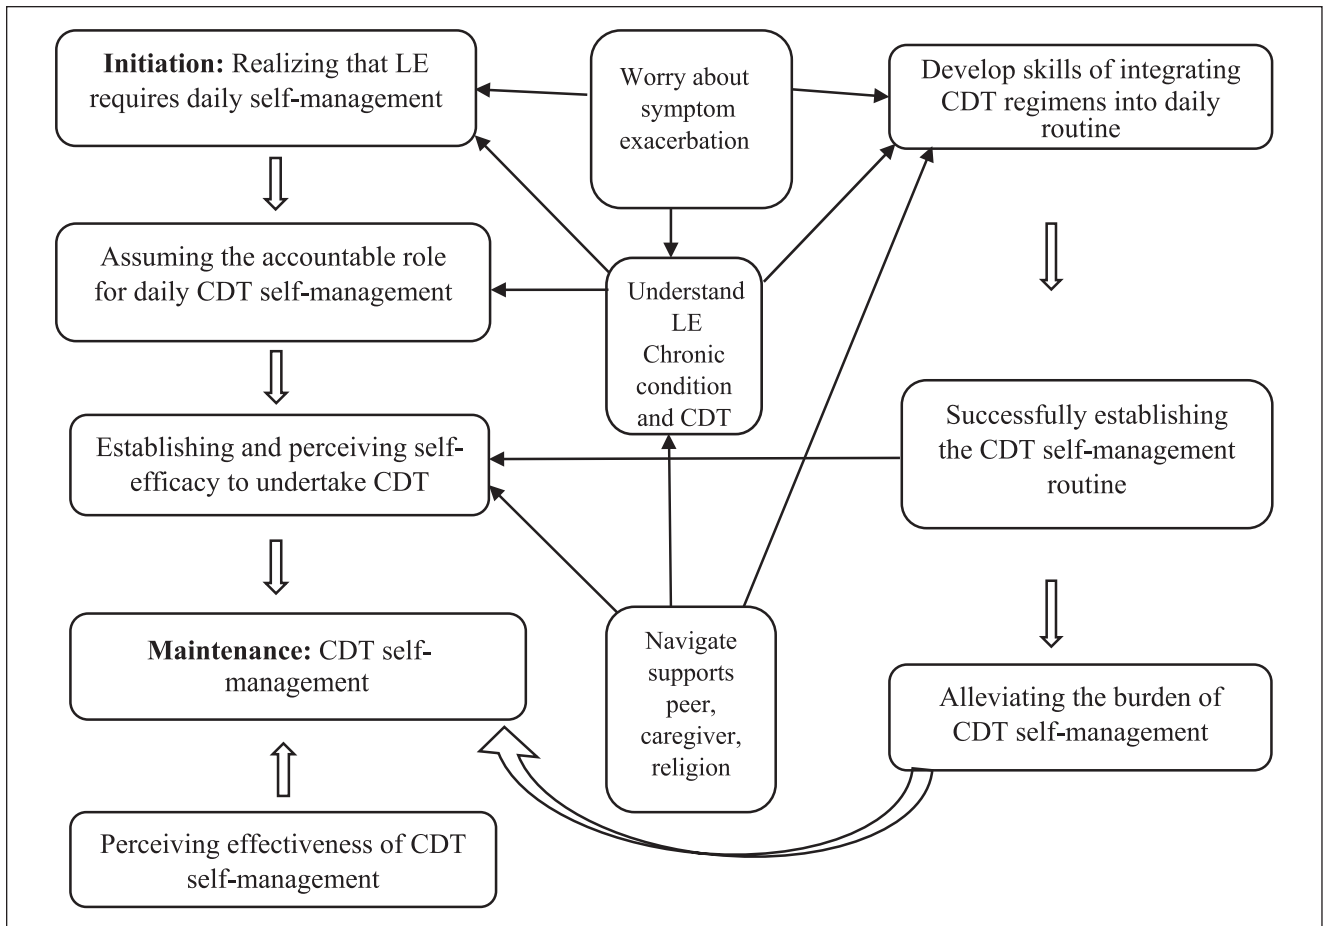 Initiation: Realizing that LE
requires daily self-management
Worry about
symptom
exacerbation
Develop skills of integrating
CDT regimens into daily
routine
Assuming the accountable role
for daily CDT self-management
Understand
LE
Chronic
condition
and CDT
Establishing and perceiving self-
efficacy to undertake CDT
Successfully establishing
the CDT self-management
routine
Maintenance: CDT self-
management
Navigate
supports
peer,
caregiver,
religion
Alleviating the burden of
CDT self-management
Perceiving effectiveness of CDT
self-management